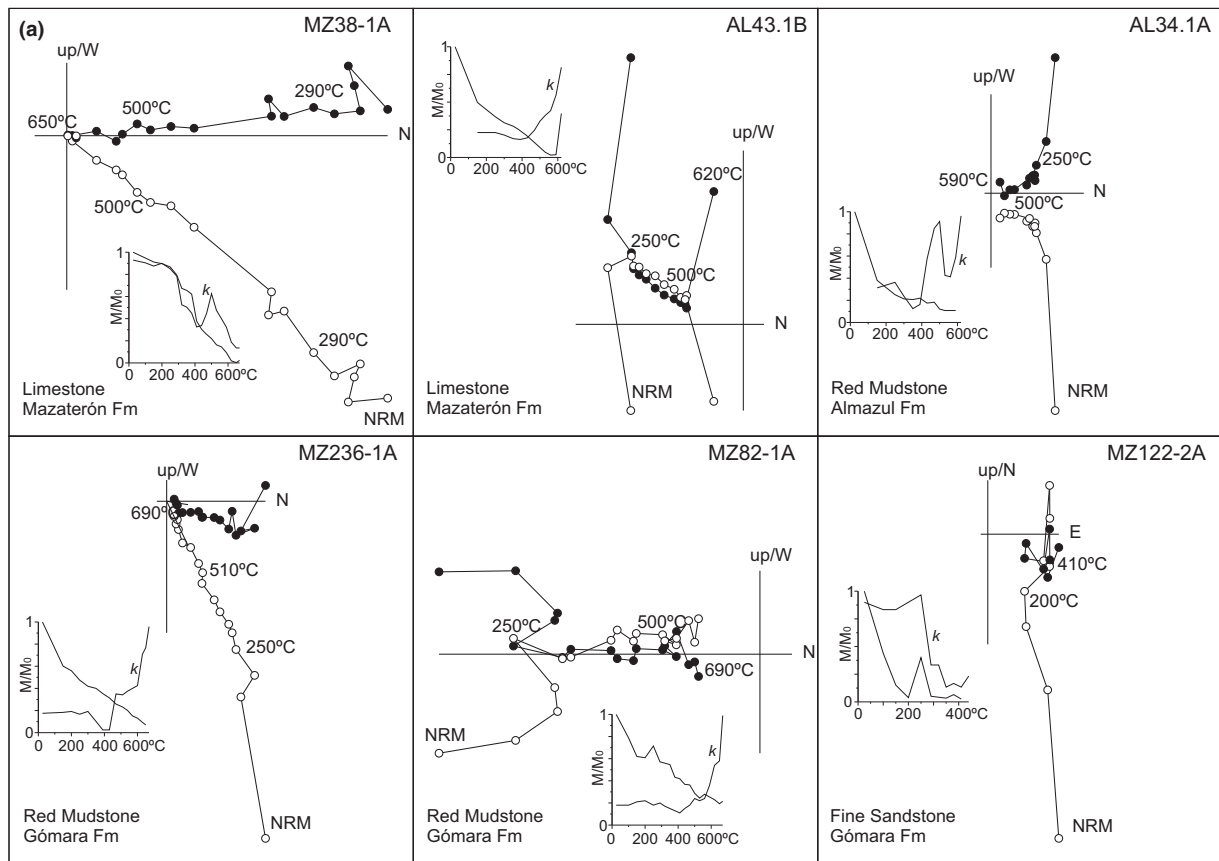 (a)
MZ38-1A
up/W
290ºC
500ºC
650ºC
N
500ºC
1
k
M/M₀
290ºC
0
0 200 400 600ºC
NRM
Limestone
Mazaterón Fm
AL43.1B
1
k
up/W
M/M₀
620ºC
0
0 200 400 600ºC
250ºC
500ºC
N
NRM
Limestone
Mazaterón Fm
AL34.1A
up/W
250ºC
590ºC
N
500ºC
1
k
M/M₀
0
0 200 400 600ºC
NRM
Red Mudstone
Almazul Fm
MZ236-1A
up/W
N
690ºC
510ºC
1
250ºC
k
M/M₀
0
0 200 400 600ºC
NRM
Red Mudstone
Gómara Fm
MZ82-1A
up/W
250ºC
500ºC
N
690ºC
1
NRM
k
M/M₀
0
0 200 400 600ºC
Red Mudstone
Gómara Fm
MZ122-2A
up/N
E
410ºC
200ºC
1
k
M/M₀
0
0 200 400ºC
NRM
Fine Sandstone
Gómara Fm